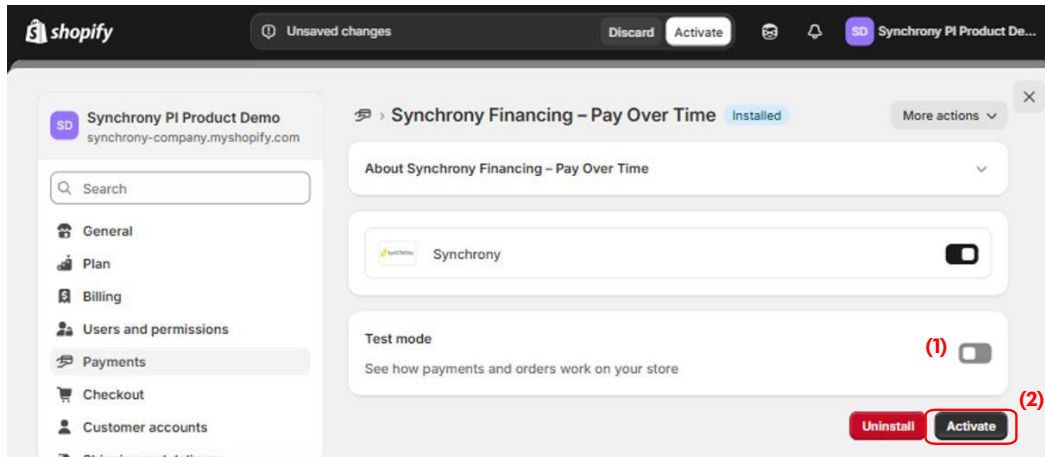 shopify
Unsaved changes
Discard
Activate
SD
Synchrony PI Product De...
SD
Synchrony PI Product Demo
synchrony-company.myshopify.com
Search
General
Plan
Billing
Users and permissions
Payments
Checkout
Customer accounts
Synchrony Financing – Pay Over Time
Installed
More actions
About Synchrony Financing – Pay Over Time
synchrony
Synchrony
Test mode
See how payments and orders work on your store
(1)
(2)
Uninstall
Activate